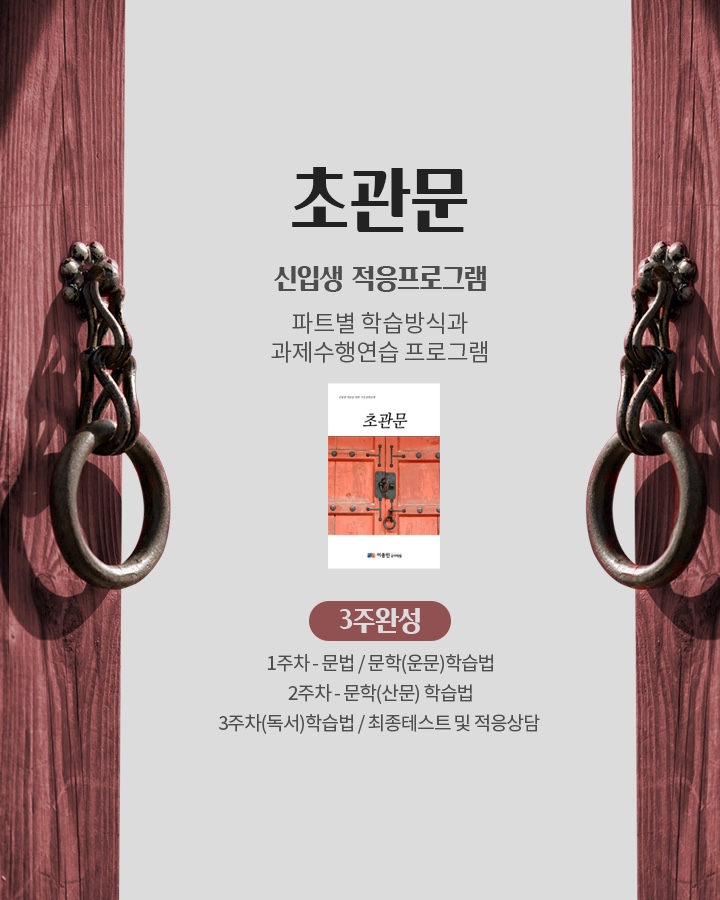 초관문
신입생 적응프로그램
파트별 학습방식과
과제수행연습 프로그램
초관문
3주완성
1주차 - 문법 / 문학(운문)학습법
2주차 - 문학(산문) 학습법
3주차(독서)학습법 / 최종테스트 및 적응상담